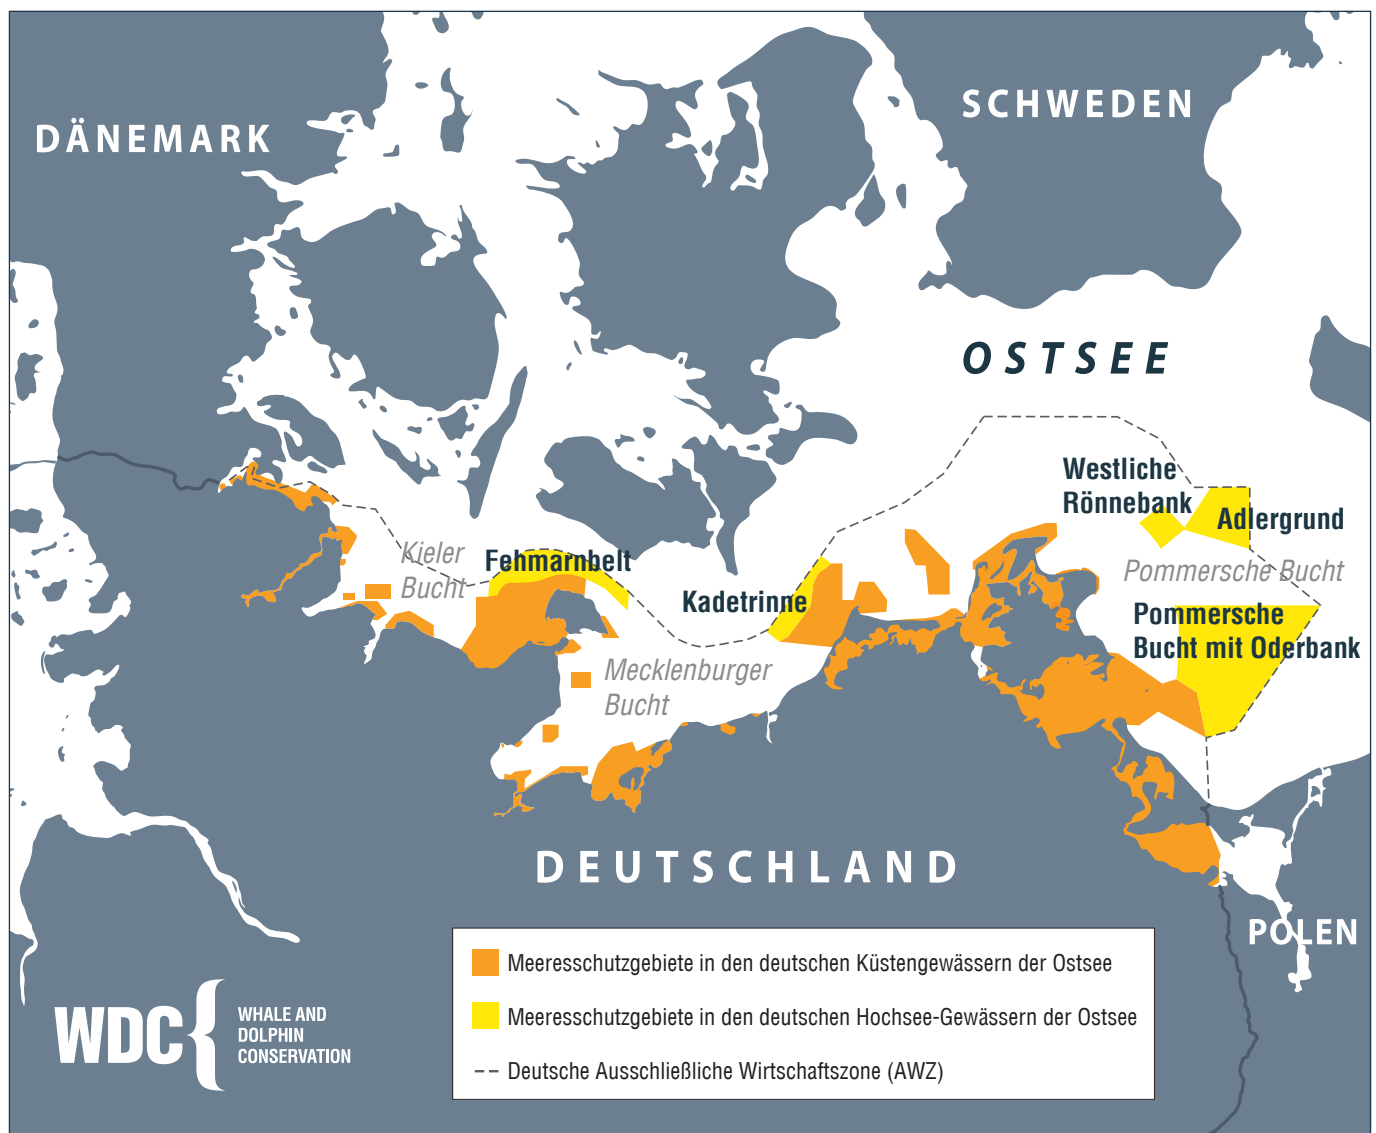 DÄNEMARK
SCHWEDEN
OSTSEE
Westliche
Rönnebank
Adlergrund
Kieler
Bucht
Fehmarnbelt
Pommersche Bucht
Kadetrinne
Pommersche
Bucht mit Oderbank
Mecklenburger
Bucht
DEUTSCHLAND
POLEN
Meeresschutzgebiete in den deutschen Küstengewässern der Ostsee
Meeresschutzgebiete in den deutschen Hochsee-Gewässern der Ostsee
Deutsche Ausschließliche Wirtschaftszone (AWZ)
WDC
WHALE AND
DOLPHIN
CONSERVATION